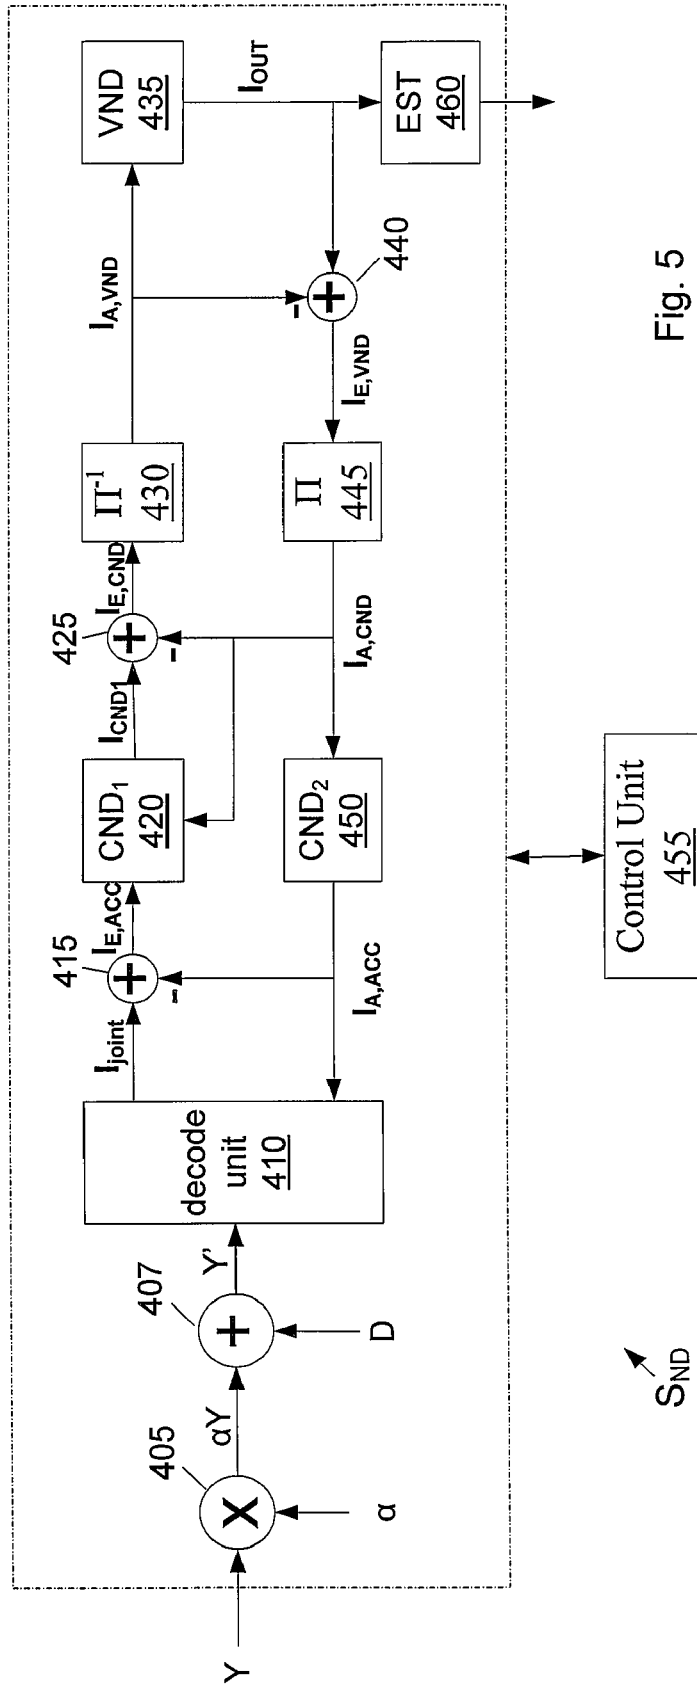 Y
α
405
X
αY
D
407
+
Y'
decode
unit
410
I_joint
415
+
-
I_E,ACC
I_A,ACC
CND₁
420
CND₂
450
I_CND1
425
+
-
I_E,CND
I_A,CND
Π⁻¹
430
Π
445
I_A,VND
I_E,VND
-
+
440
VND
435
I_OUT
EST
460
Control Unit
455
S_ND
Fig. 5